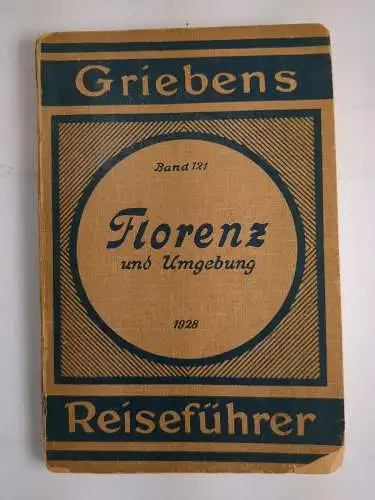 Griebens
Band 121
Florenz
und Umgebung
1928
Reiseführer